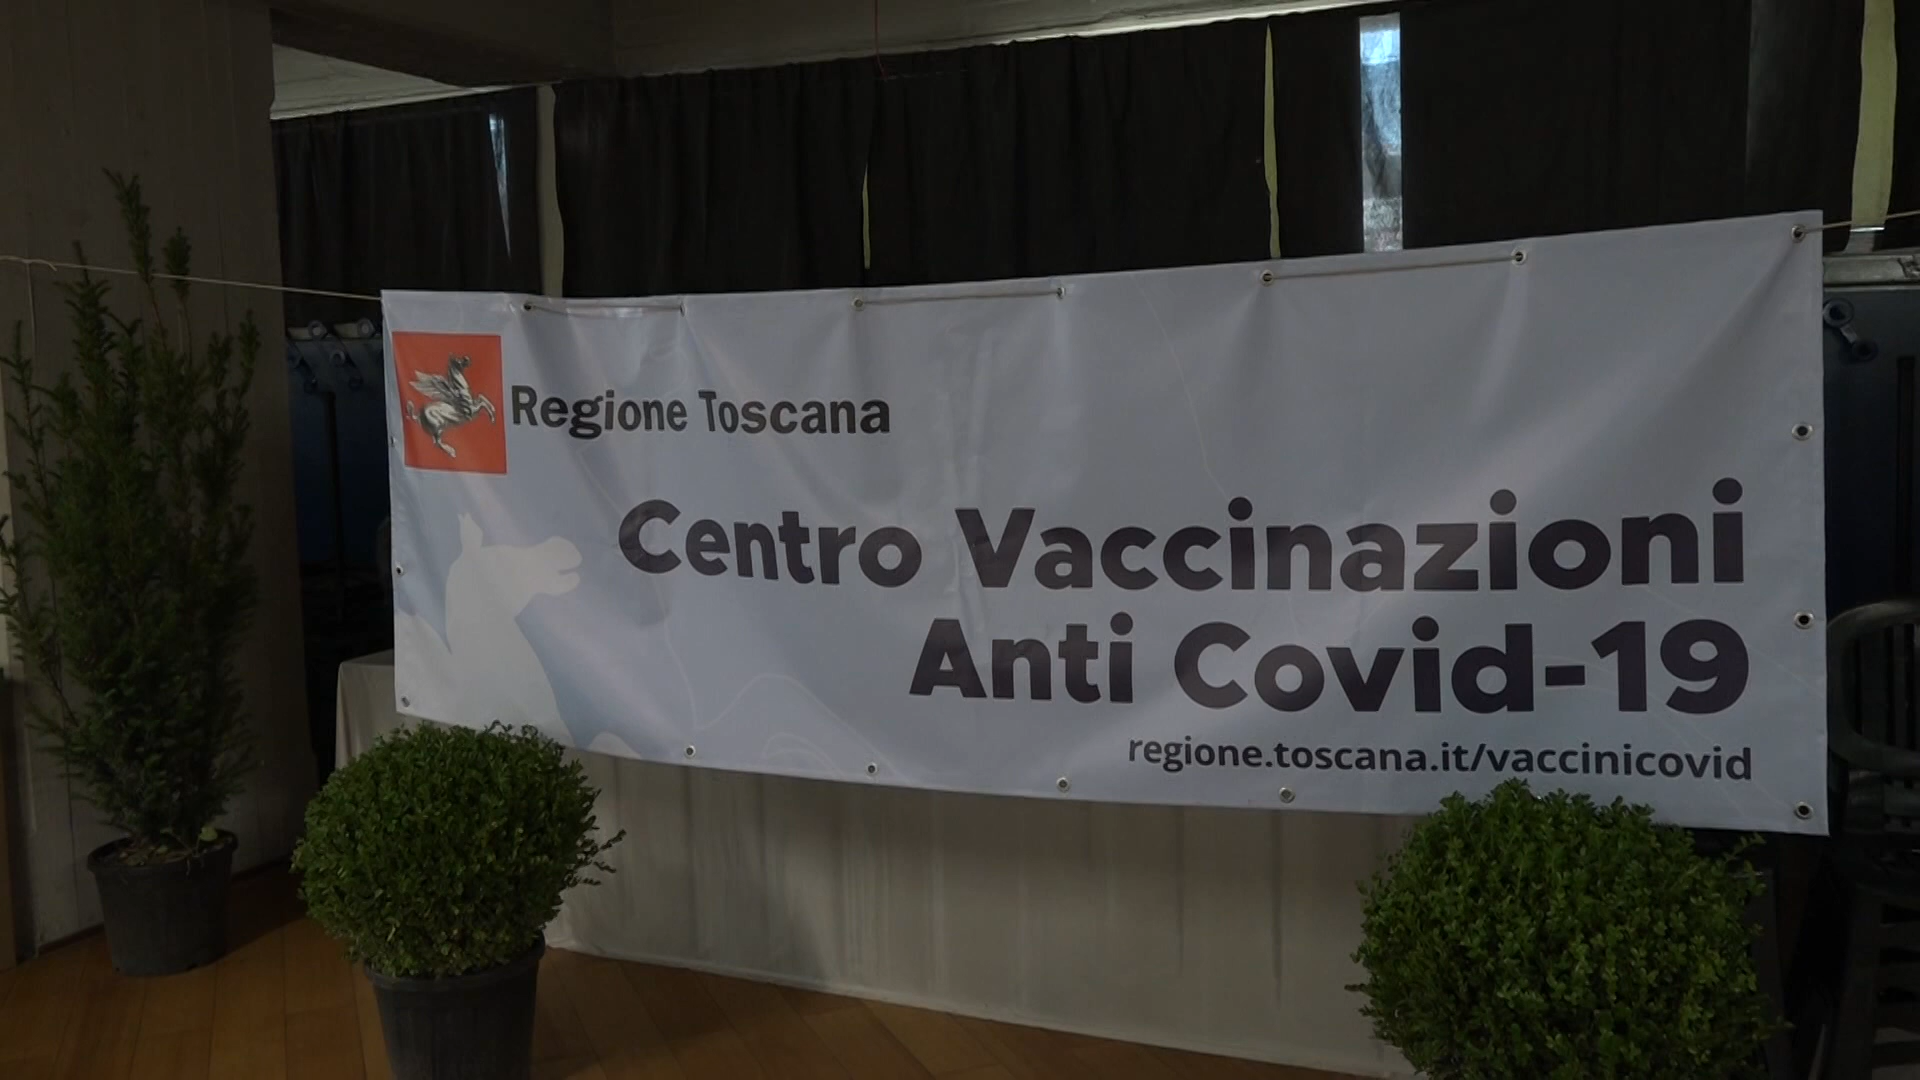 Regione Toscana
Centro Vaccinazioni
Anti Covid-19
regione.toscana.it/vaccinicovid